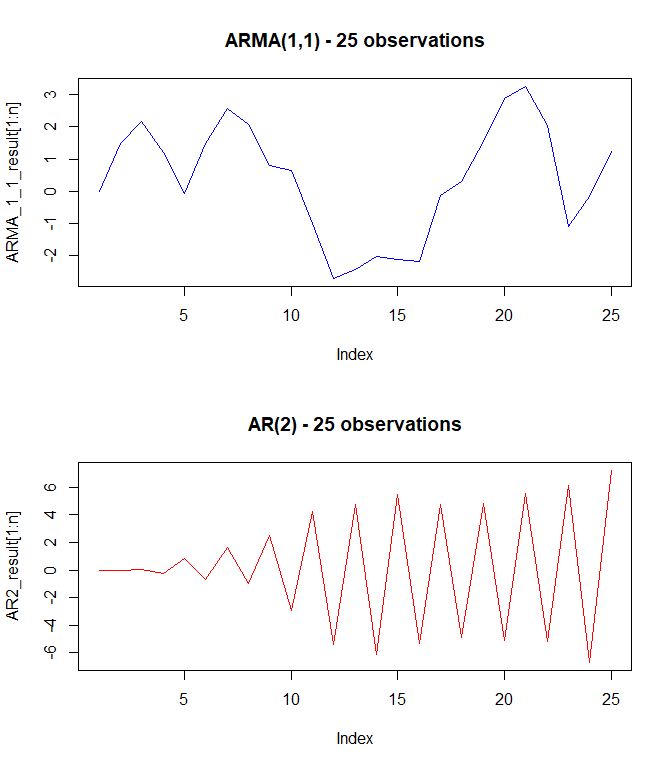 ARMA(1,1) - 25 observations
ARMA_1_1_result[1:n]
3
2
1
0
-1
-2
5 10 15 20 25
Index
AR(2) - 25 observations
AR2_result[1:n]
6
4
2
0
-2
-4
-6
5 10 15 20 25
Index